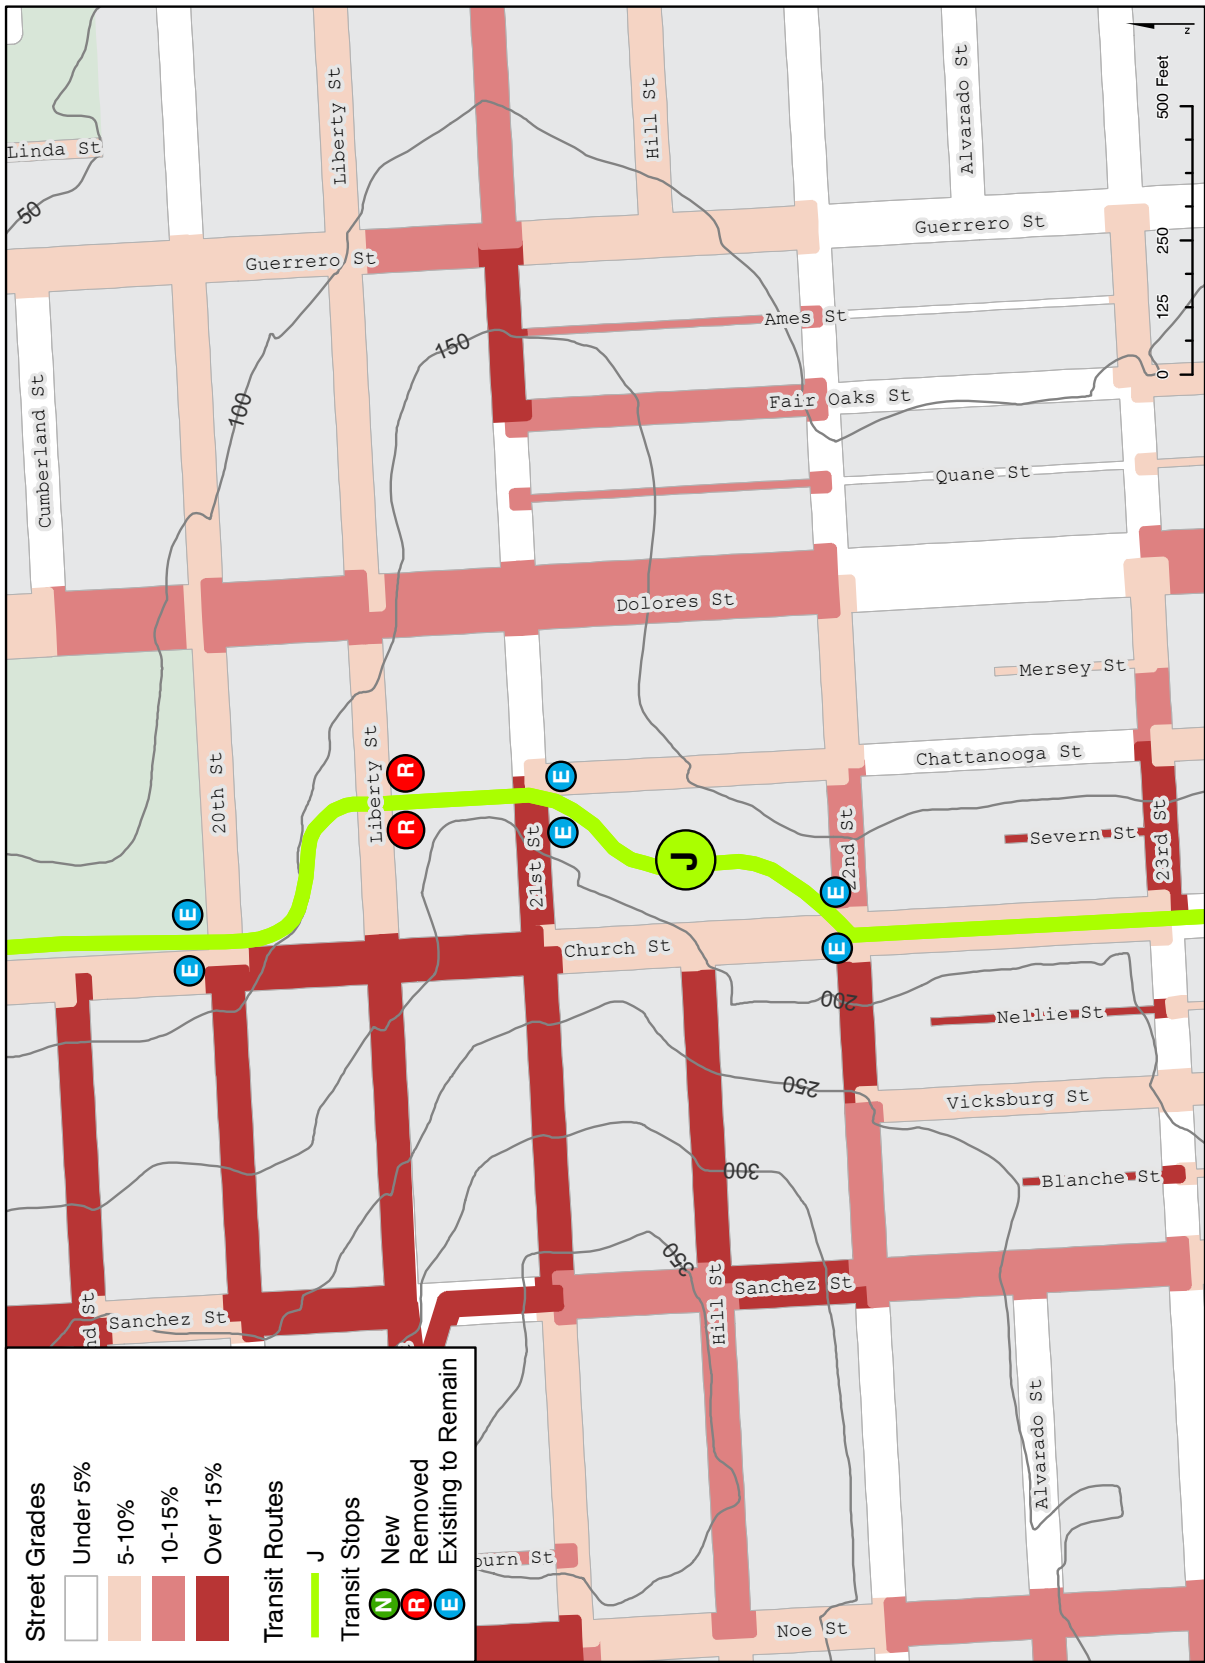 Street Grades
Under 5%
5-10%
10-15%
Over 15%
Transit Routes
J
Transit Stops
N New
R Removed
E Existing to Remain
Linda St
50
Liberty St
Hill St
Alvarado St
500 Feet
250
125
0
z
Guerrero St
Guerrero St
Cumberland St
100
150
Ames St
Fair Oaks St
Quane St
Dolores St
Mersey St
20th St
Liberty St
R
R
E
E
21st St
J
Chattanooga St
Severn St
22nd St
23rd St
E
E
E
E
Church St
200
Nellie St
250
Vicksburg St
300
Blanche St
350
Hill St
Sanchez St
Sanchez St
nd St
Alvarado St
ourn St
Noe St